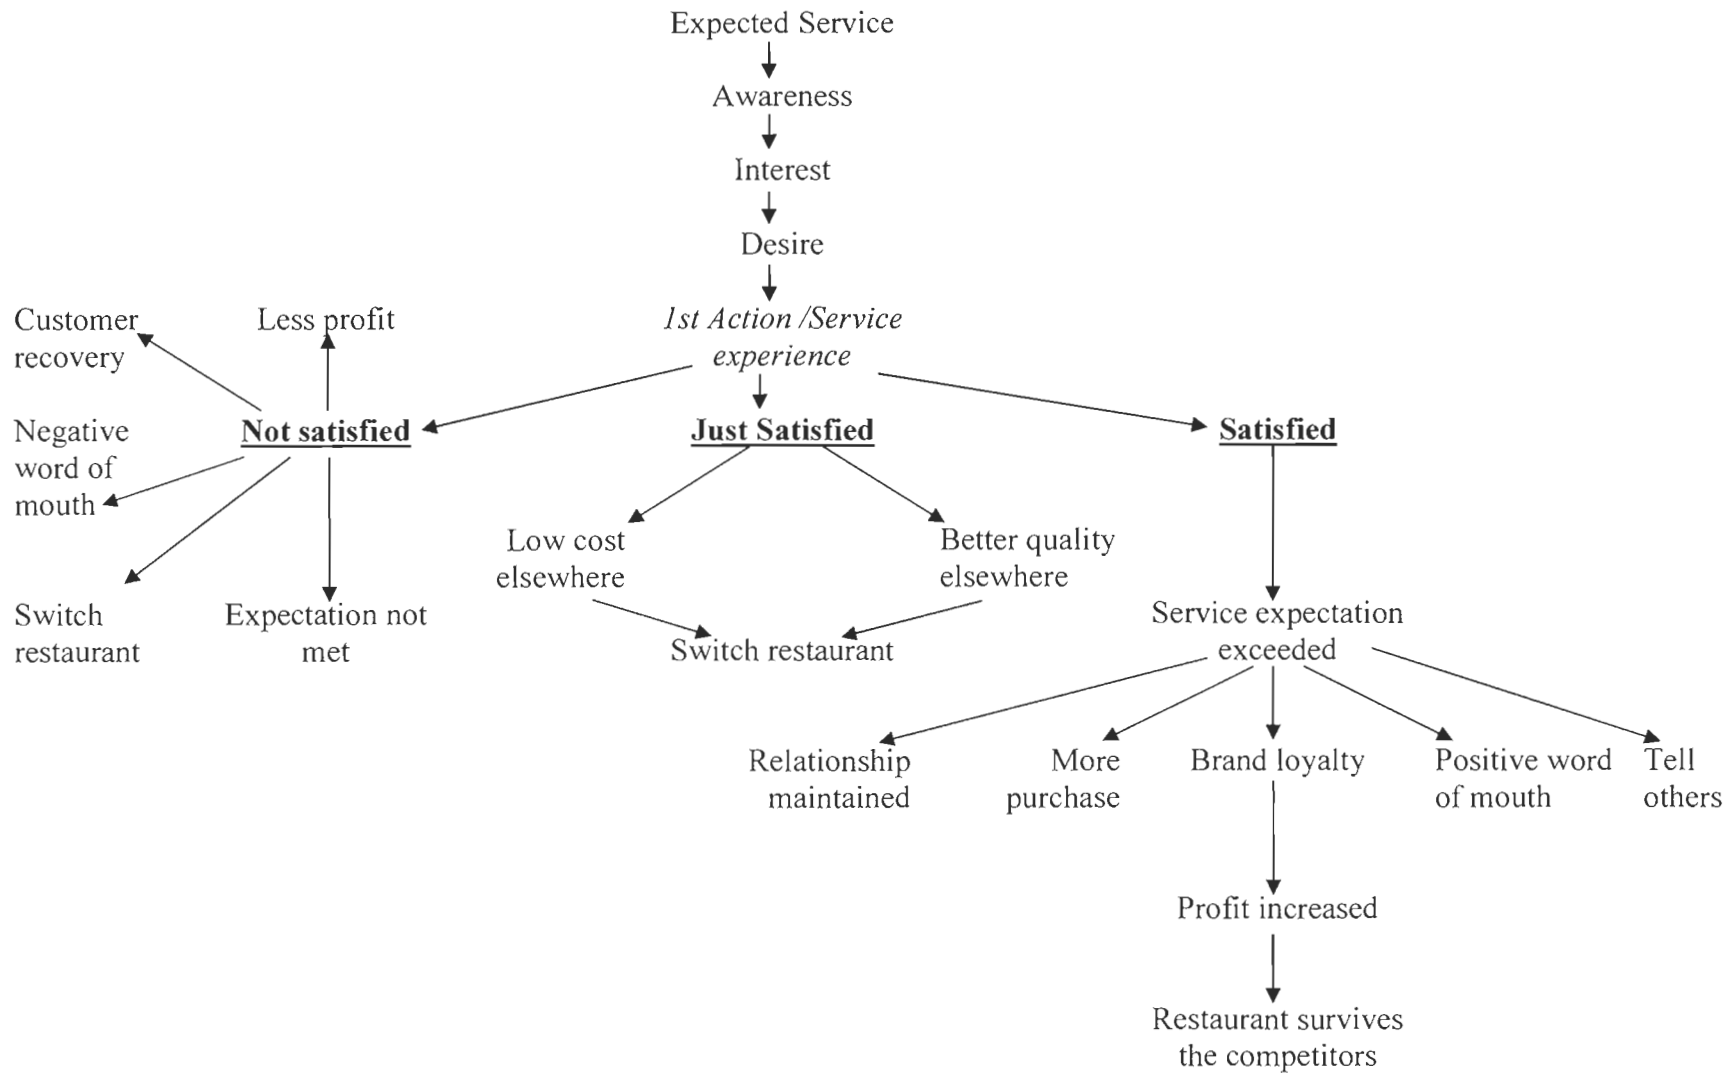 Expected Service
Awareness
Interest
Desire
1st Action /Service
experience
Customer
recovery
Less profit
Negative
word of
mouth
Not satisfied
Just Satisfied
Satisfied
Switch
restaurant
Expectation not
met
Low cost
elsewhere
Better quality
elsewhere
Switch restaurant
Service expectation
exceeded
Relationship
maintained
More
purchase
Brand loyalty
Positive word
of mouth
Tell
others
Profit increased
Restaurant survives
the competitors